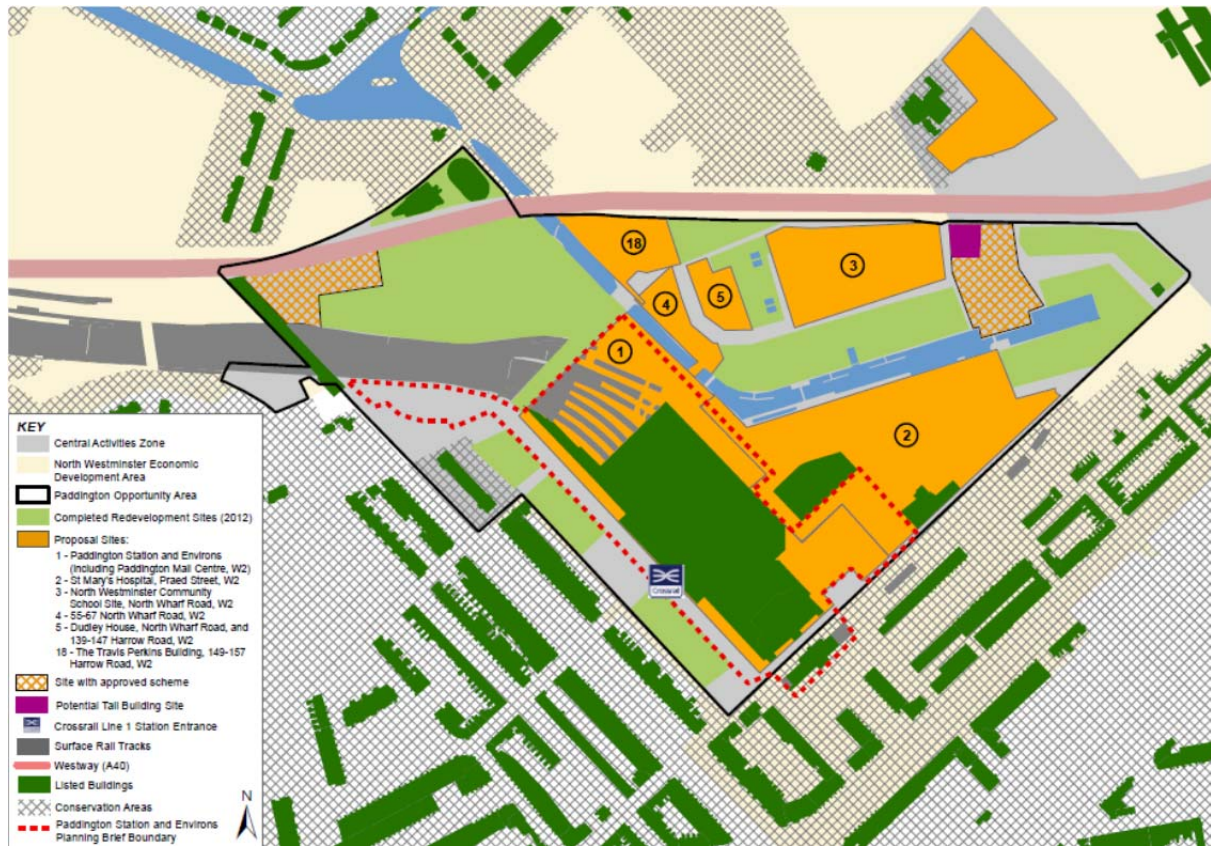 18
3
5
4
1
2
Crossrail
KEY
Central Activities Zone
North Westminster Economic
Development Area
Paddington Opportunity Area
Completed Redevelopment Sites (2012)
Proposal Sites:
1 - Paddington Station and Environs
(including Paddington Mail Centre, W2)
2 - St Mary's Hospital, Praed Street, W2
3 - North Westminster Community
School Site, North Wharf Road, W2
4 - 55-67 North Wharf Road, W2
5 - Dudley House, North Wharf Road, and
139-147 Harrow Road, W2
18 - The Travis Perkins Building, 149-157
Harrow Road, W2
Site with approved scheme
Potential Tall Building Site
Crossrail Line 1 Station Entrance
Surface Rail Tracks
Westway (A40)
Listed Buildings
Conservation Areas
Paddington Station and Environs
Planning Brief Boundary
N